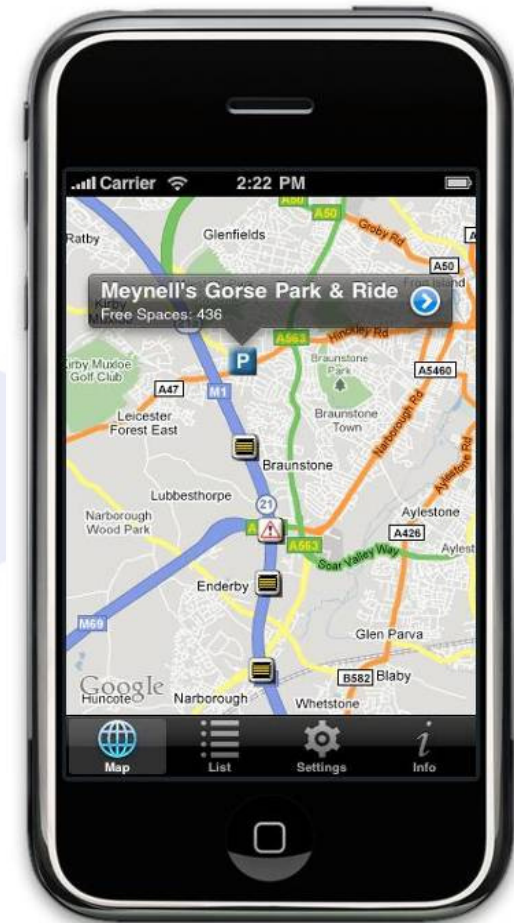 Carrier 2:22 PM
A50
A50
Groby Rd
Ratby
Glenfields
A50
Meynell's Gorse Park & Ride
Free Spaces: 436
Kirby
Muxloe
Hinckley Rd
A563
P
Kirby Muxloe
Golf Club
Braunstone
Park
A5460
A47
M1
Leicester
Forest East
Braunstone
Town
Narborough Rd
Braunstone
Aylestone Rd
Lubbesthorpe
21
Narborough
Wood Park
Aylestone
A426
A563
Soar Valley Way
Aylest
Enderby
M69
Glen Parva
Google
B582
Blaby
Huncote
Narborough
Whetstone
Map
List
Settings
i
Info